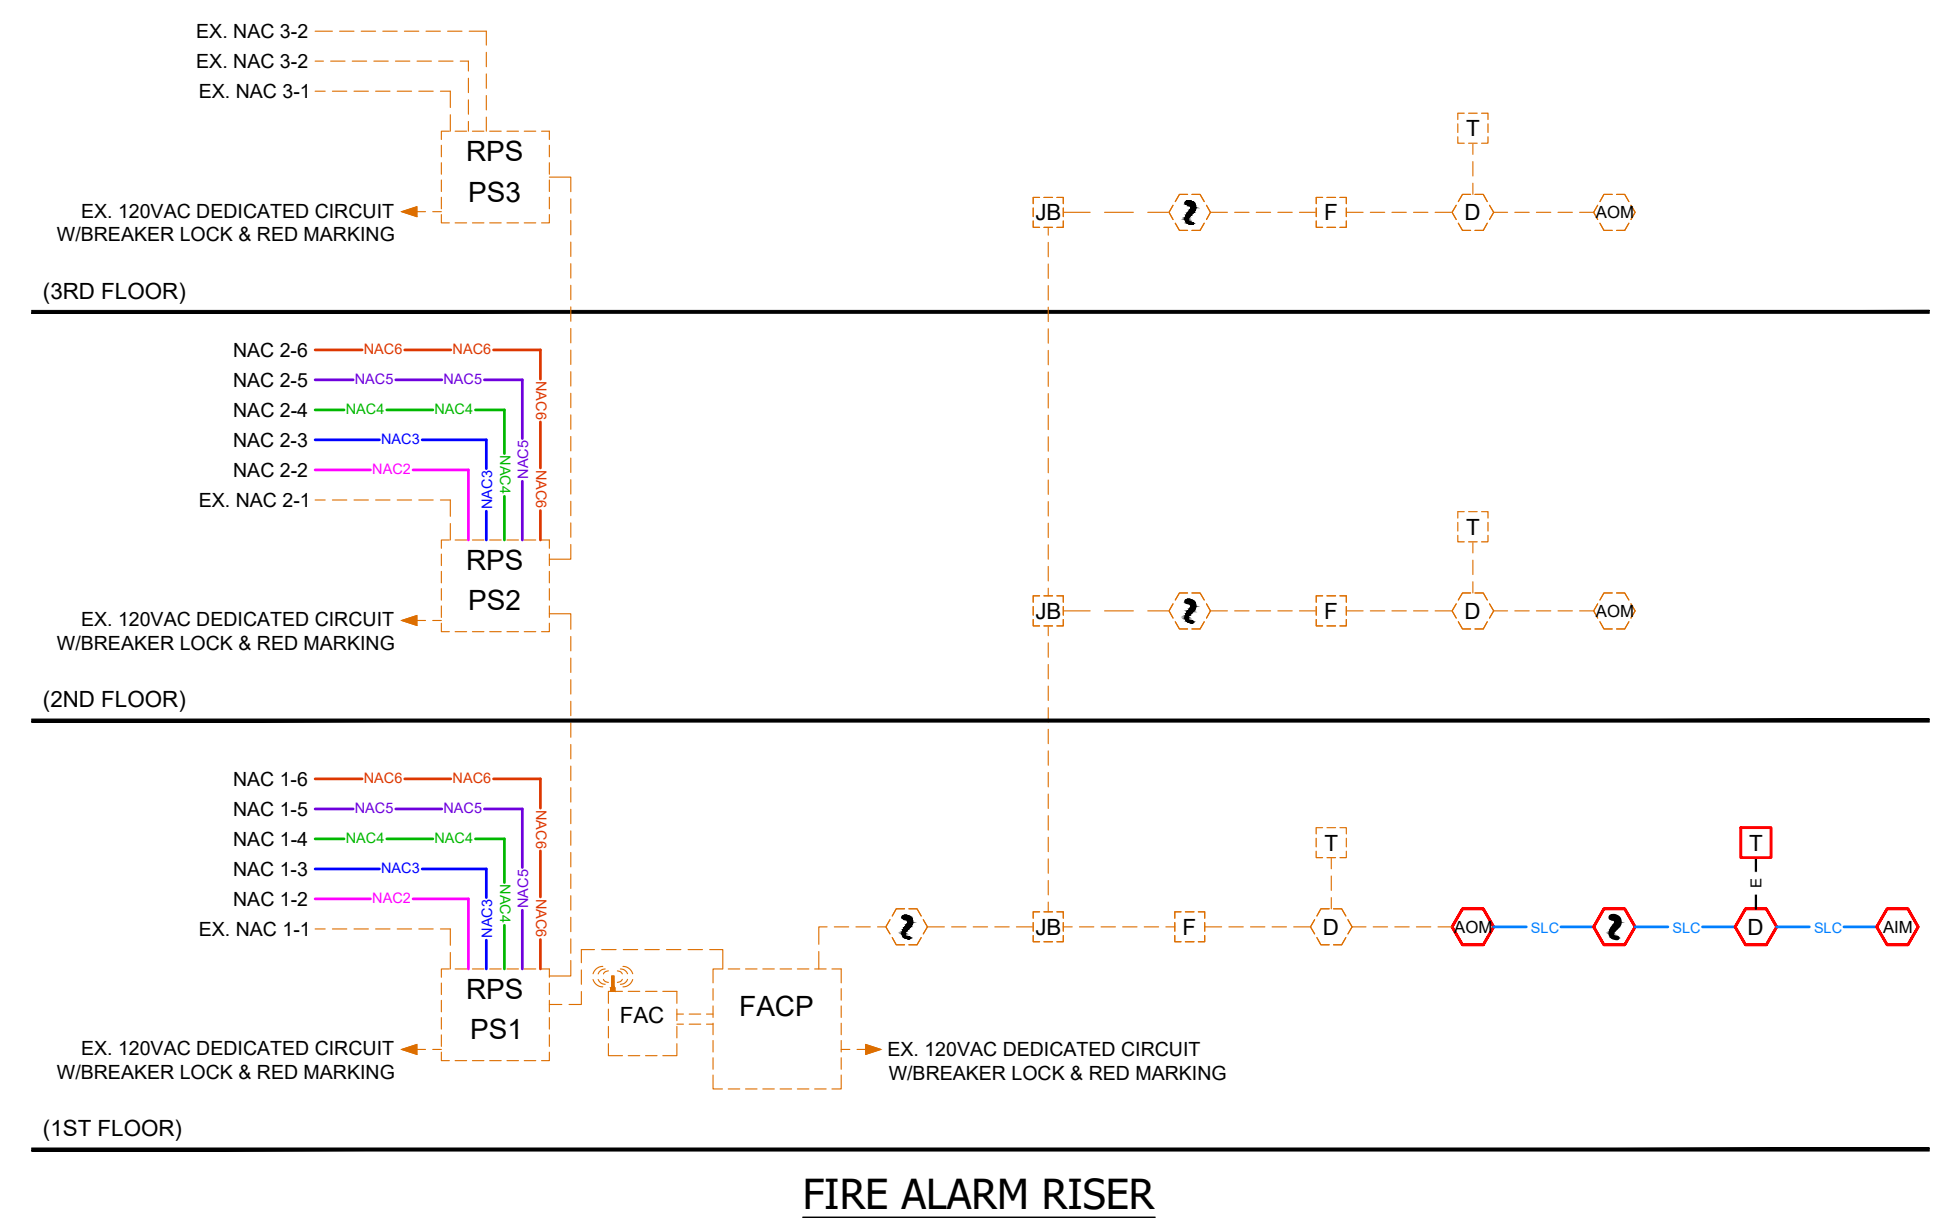 EX. NAC 3-2
EX. NAC 3-2
EX. NAC 3-1
RPS
PS3
EX. 120VAC DEDICATED CIRCUIT
W/BREAKER LOCK & RED MARKING
T
JB
F
D
AOM
(3RD FLOOR)
NAC 2-6
NAC6
NAC6
NAC6
NAC6
NAC 2-5
NAC5
NAC5
NAC5
NAC 2-4
NAC4
NAC4
NAC4
NAC 2-3
NAC3
NAC3
NAC 2-2
NAC2
EX. NAC 2-1
RPS
PS2
EX. 120VAC DEDICATED CIRCUIT
W/BREAKER LOCK & RED MARKING
T
JB
F
D
AOM
(2ND FLOOR)
NAC 1-6
NAC6
NAC6
NAC6
NAC6
NAC 1-5
NAC5
NAC5
NAC5
NAC 1-4
NAC4
NAC4
NAC4
NAC 1-3
NAC3
NAC3
NAC 1-2
NAC2
EX. NAC 1-1
RPS
PS1
EX. 120VAC DEDICATED CIRCUIT
W/BREAKER LOCK & RED MARKING
FAC
FACP
EX. 120VAC DEDICATED CIRCUIT
W/BREAKER LOCK & RED MARKING
T
T
E
JB
F
D
AOM
SLC
SLC
D
SLC
AIM
(1ST FLOOR)
FIRE ALARM RISER